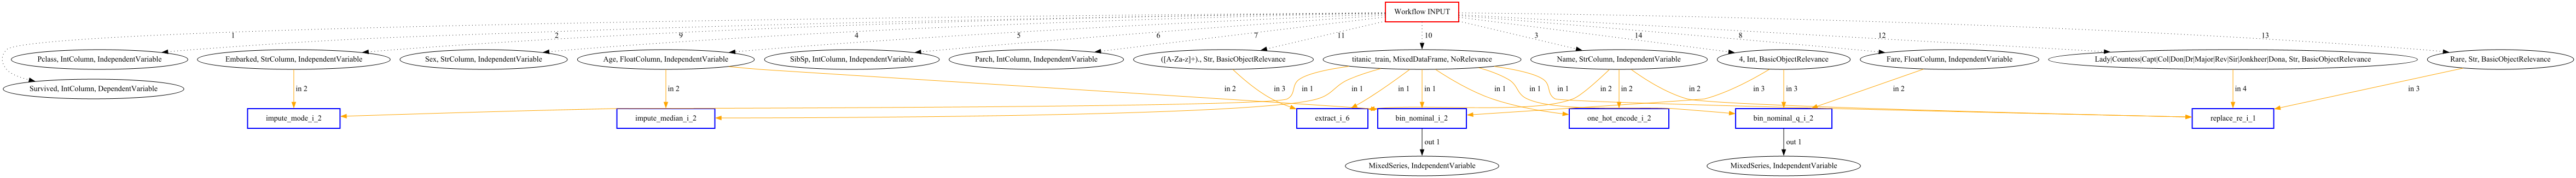 Workflow INPUT
1
2
9
4
5
6
7
11
10
3
14
8
12
13
Pclass, IntColumn, IndependentVariable
Embarked, StrColumn, IndependentVariable
Sex, StrColumn, IndependentVariable
Age, FloatColumn, IndependentVariable
SibSp, IntColumn, IndependentVariable
Parch, IntColumn, IndependentVariable
([A-Za-z]+)., Str, BasicObjectRelevance
titanic_train, MixedDataFrame, NoRelevance
Name, StrColumn, IndependentVariable
4, Int, BasicObjectRelevance
Fare, FloatColumn, IndependentVariable
Lady|Countess|Capt|Col|Don|Dr|Major|Rev|Sir|Jonkheer|Dona, Str, BasicObjectRelevance
Rare, Str, BasicObjectRelevance
Survived, IntColumn, DependentVariable
in 2
in 2
in 2
in 3
in 1
in 1
in 1
in 1
in 1
in 1
in 1
in 2
in 2
in 2
in 3
in 3
in 2
in 4
in 3
impute_mode_i_2
impute_median_i_2
extract_i_6
bin_nominal_i_2
one_hot_encode_i_2
bin_nominal_q_i_2
replace_re_i_1
out 1
out 1
MixedSeries, IndependentVariable
MixedSeries, IndependentVariable